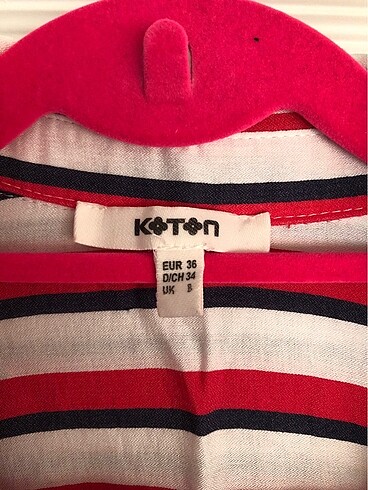 KOTON
EUR 36
D/CH 34
UK 8